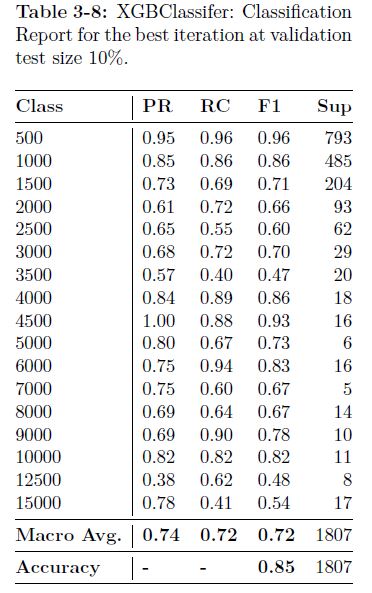 Table 3-8: XGBClassifer: Classification
Report for the best iteration at validation
test size 10%.
Class PR RC F1 Sup
500 0.95 0.96 0.96 793
1000 0.85 0.86 0.86 485
1500 0.73 0.69 0.71 204
2000 0.61 0.72 0.66 93
2500 0.65 0.55 0.60 62
3000 0.68 0.72 0.70 29
3500 0.57 0.40 0.47 20
4000 0.84 0.89 0.86 18
4500 1.00 0.88 0.93 16
5000 0.80 0.67 0.73 6
6000 0.75 0.94 0.83 16
7000 0.75 0.60 0.67 5
8000 0.69 0.64 0.67 14
9000 0.69 0.90 0.78 10
10000 0.82 0.82 0.82 11
12500 0.38 0.62 0.48 8
15000 0.78 0.41 0.54 17
Macro Avg. 0.74 0.72 0.72 1807
Accuracy - - 0.85 1807